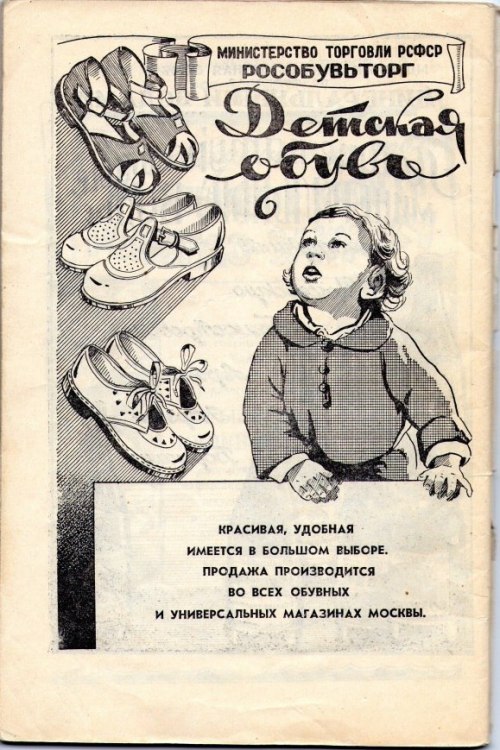 МИНИСТЕРСТВО ТОРГОВЛИ РСФСР
РОСОБУВЬТОРГ
Детская
обувь
КРАСИВАЯ, УДОБНАЯ
ИМЕЕТСЯ В БОЛЬШОМ ВЫБОРЕ.
ПРОДАЖА ПРОИЗВОДИТСЯ
ВО ВСЕХ ОБУВНЫХ
И УНИВЕРСАЛЬНЫХ МАГАЗИНАХ МОСКВЫ.